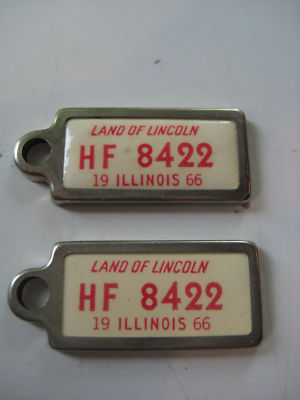 LAND OF LINCOLN
HF 8422
19 ILLINOIS 66
LAND OF LINCOLN
HF 8422
19 ILLINOIS 66